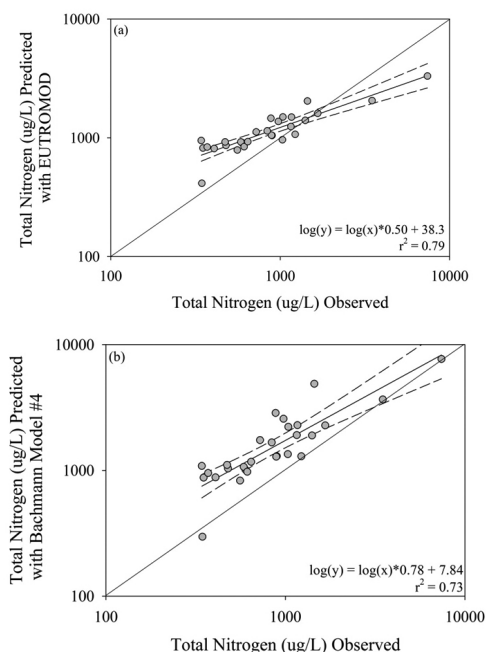 10000
(a)
Total Nitrogen (ug/L) Predicted
with EUTROMOD
1000
log(y) = log(x)*0.50 + 38.3
r2 = 0.79
100
100
1000
10000
Total Nitrogen (ug/L) Observed
10000
(b)
Total Nitrogen (ug/L) Predicted
with Bachmann Model #4
1000
log(y) = log(x)*0.78 + 7.84
r2 = 0.73
100
100
1000
10000
Total Nitrogen (ug/L) Observed